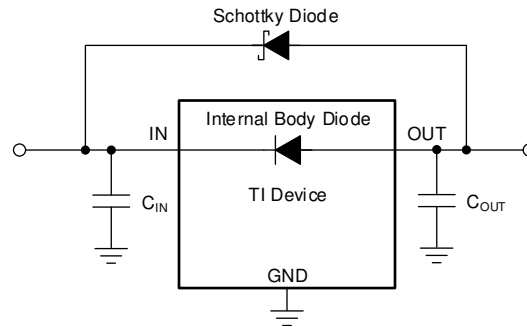 Schottky Diode
IN
Internal Body Diode
OUT
TI Device
CIN
COUT
GND